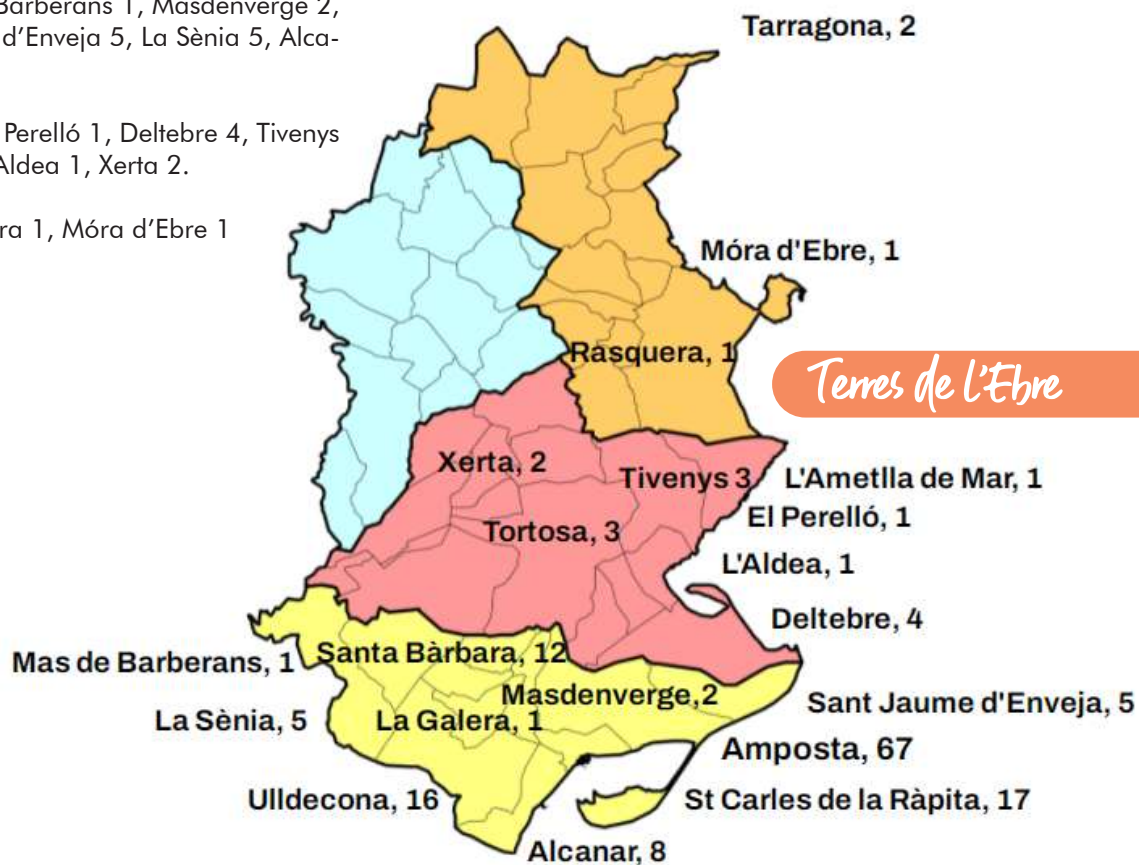 Barberans 1, Masdenverge 2,
d'Enveja 5, La Sènia 5, Alca-
Perelló 1, Deltebre 4, Tivenys
Aldea 1, Xerta 2.
ra 1, Móra d'Ebre 1
Tarragona, 2
Móra d'Ebre, 1
Rasquera, 1
Terres de l'Ebre
Xerta, 2
Tivenys 3
L'Ametlla de Mar, 1
El Perelló, 1
Tortosa, 3
L'Aldea, 1
Deltebre, 4
Mas de Barberans, 1
Santa Bàrbara, 12
Masdenverge,2
Sant Jaume d'Enveja, 5
La Sènia, 5
La Galera, 1
Amposta, 67
Ulldecona, 16
St Carles de la Ràpita, 17
Alcanar, 8